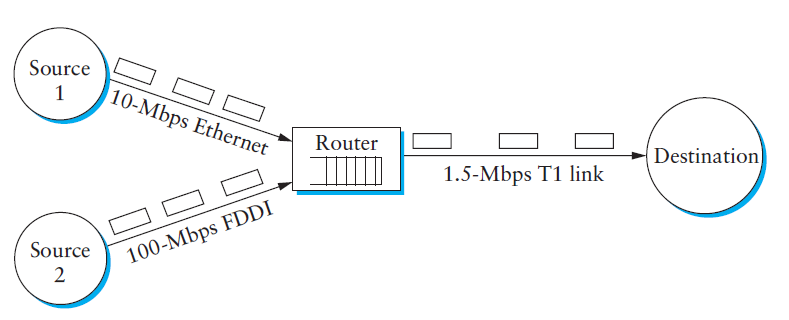 Source
1
10-Mbps Ethernet
Router
1.5-Mbps T1 link
Destination
Source
2
100-Mbps FDDI